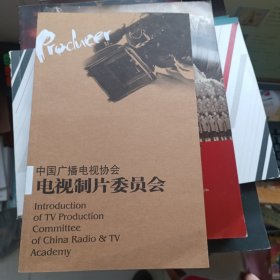 Producer
中国广播电视协会
电视制片委员会
Introduction
of TV Production
Committee
of China Radio & TV
Academy